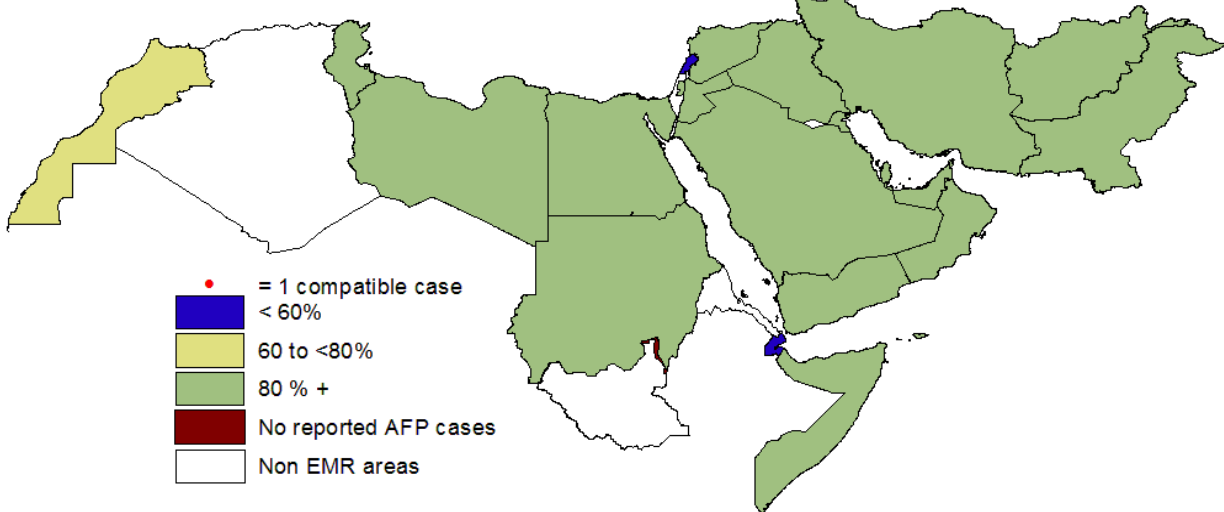 = 1 compatible case
< 60%
60 to <80%
80 % +
No reported AFP cases
Non EMR areas